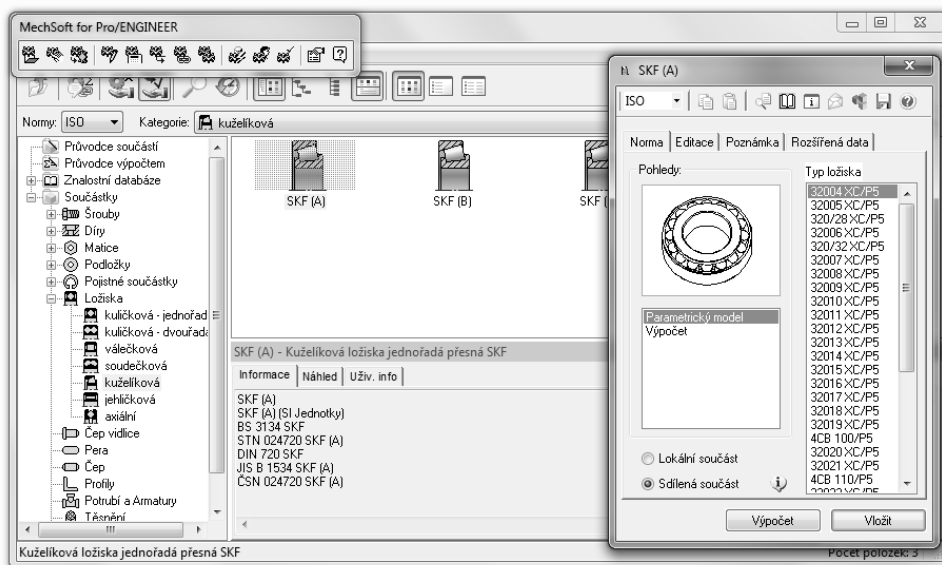 MechSoft for Pro/ENGINEER
Normy: ISO
Kategorie: kuželíková
Průvodce součástí
Průvodce výpočtem
Znalostní databáze
Součástky
Šrouby
Díry
Matice
Podložky
Pojistné součástky
Ložiska
kuličková - jednořad
kuličková - dvouřada
válečková
soudečková
kuželíková
jehličková
axiální
Čep vidlice
Pera
Čep
Profily
Potrubí a Armatury
Těsnění
SKF (A)
SKF (B)
SKF (
SKF (A) - Kuželíková ložiska jednořadá přesná SKF
Informace Náhled Uživ. info
SKF (A)
SKF (A) (SI Jednotky)
BS 3134 SKF
STN 024720 SKF (A)
DIN 720 SKF
JIS B 1534 SKF (A)
ČSN 024720 SKF (A)
Kuželíková ložiska jednořadá přesná SKF
Počet položek: 3
SKF (A)
ISO
Norma Editace Poznámka Rozšířená data
Pohledy:
Parametrický model
Výpočet
Lokální součást
Sdílená součást
Typ ložiska
32004 XC/P5
32005 XC/P5
320/28 XC/P5
32006 XC/P5
320/32 XC/P5
32007 XC/P5
32008 XC/P5
32009 XC/P5
32010 XC/P5
32011 XC/P5
32012 XC/P5
32013 XC/P5
32014 XC/P5
32015 XC/P5
32016 XC/P5
32017 XC/P5
32018 XC/P5
32019 XC/P5
4CB 100/P5
32020 XC/P5
32021 XC/P5
4CB 110/P5
32022 XC/P5
Výpočet
Vložit